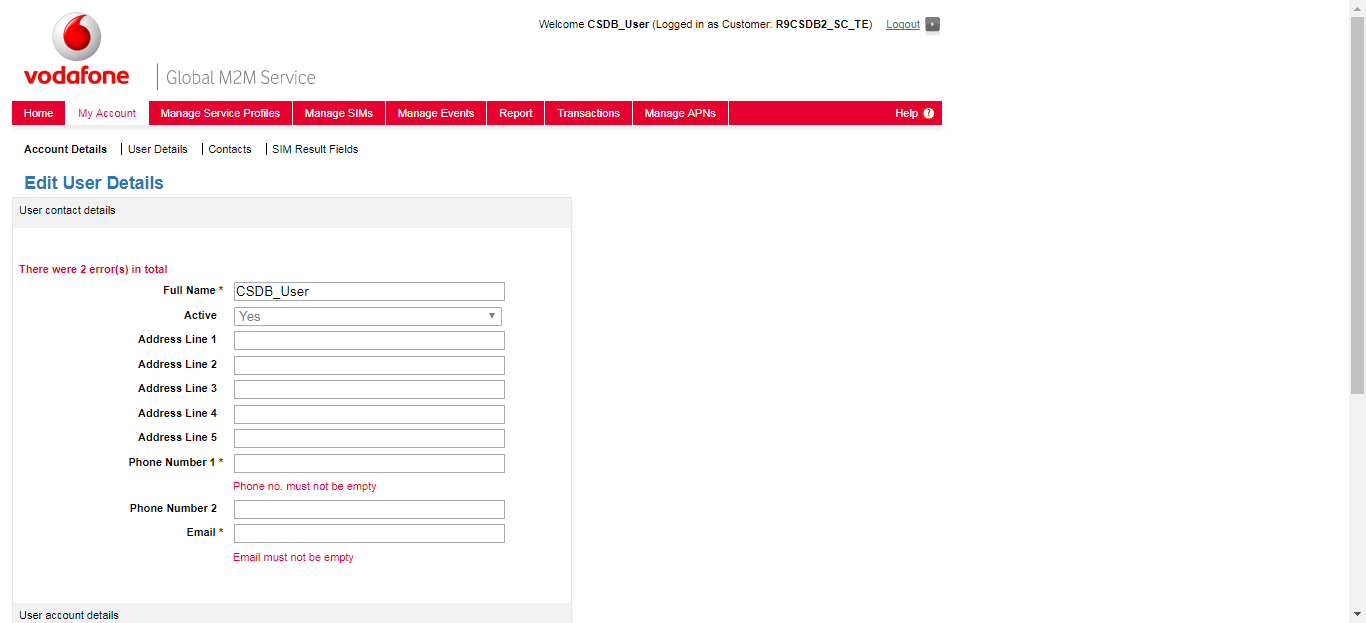 Welcome CSDB_User (Logged in as Customer: R9CSDB2_SC_TE) Logout
vodafone Global M2M Service
Home My Account Manage Service Profiles Manage SIMs Manage Events Report Transactions Manage APNs Help ?
Account Details User Details Contacts SIM Result Fields
Edit User Details
User contact details
There were 2 error(s) in total
Full Name * CSDB_User
Active Yes
Address Line 1
Address Line 2
Address Line 3
Address Line 4
Address Line 5
Phone Number 1 *
Phone no. must not be empty
Phone Number 2
Email *
Email must not be empty
User account details